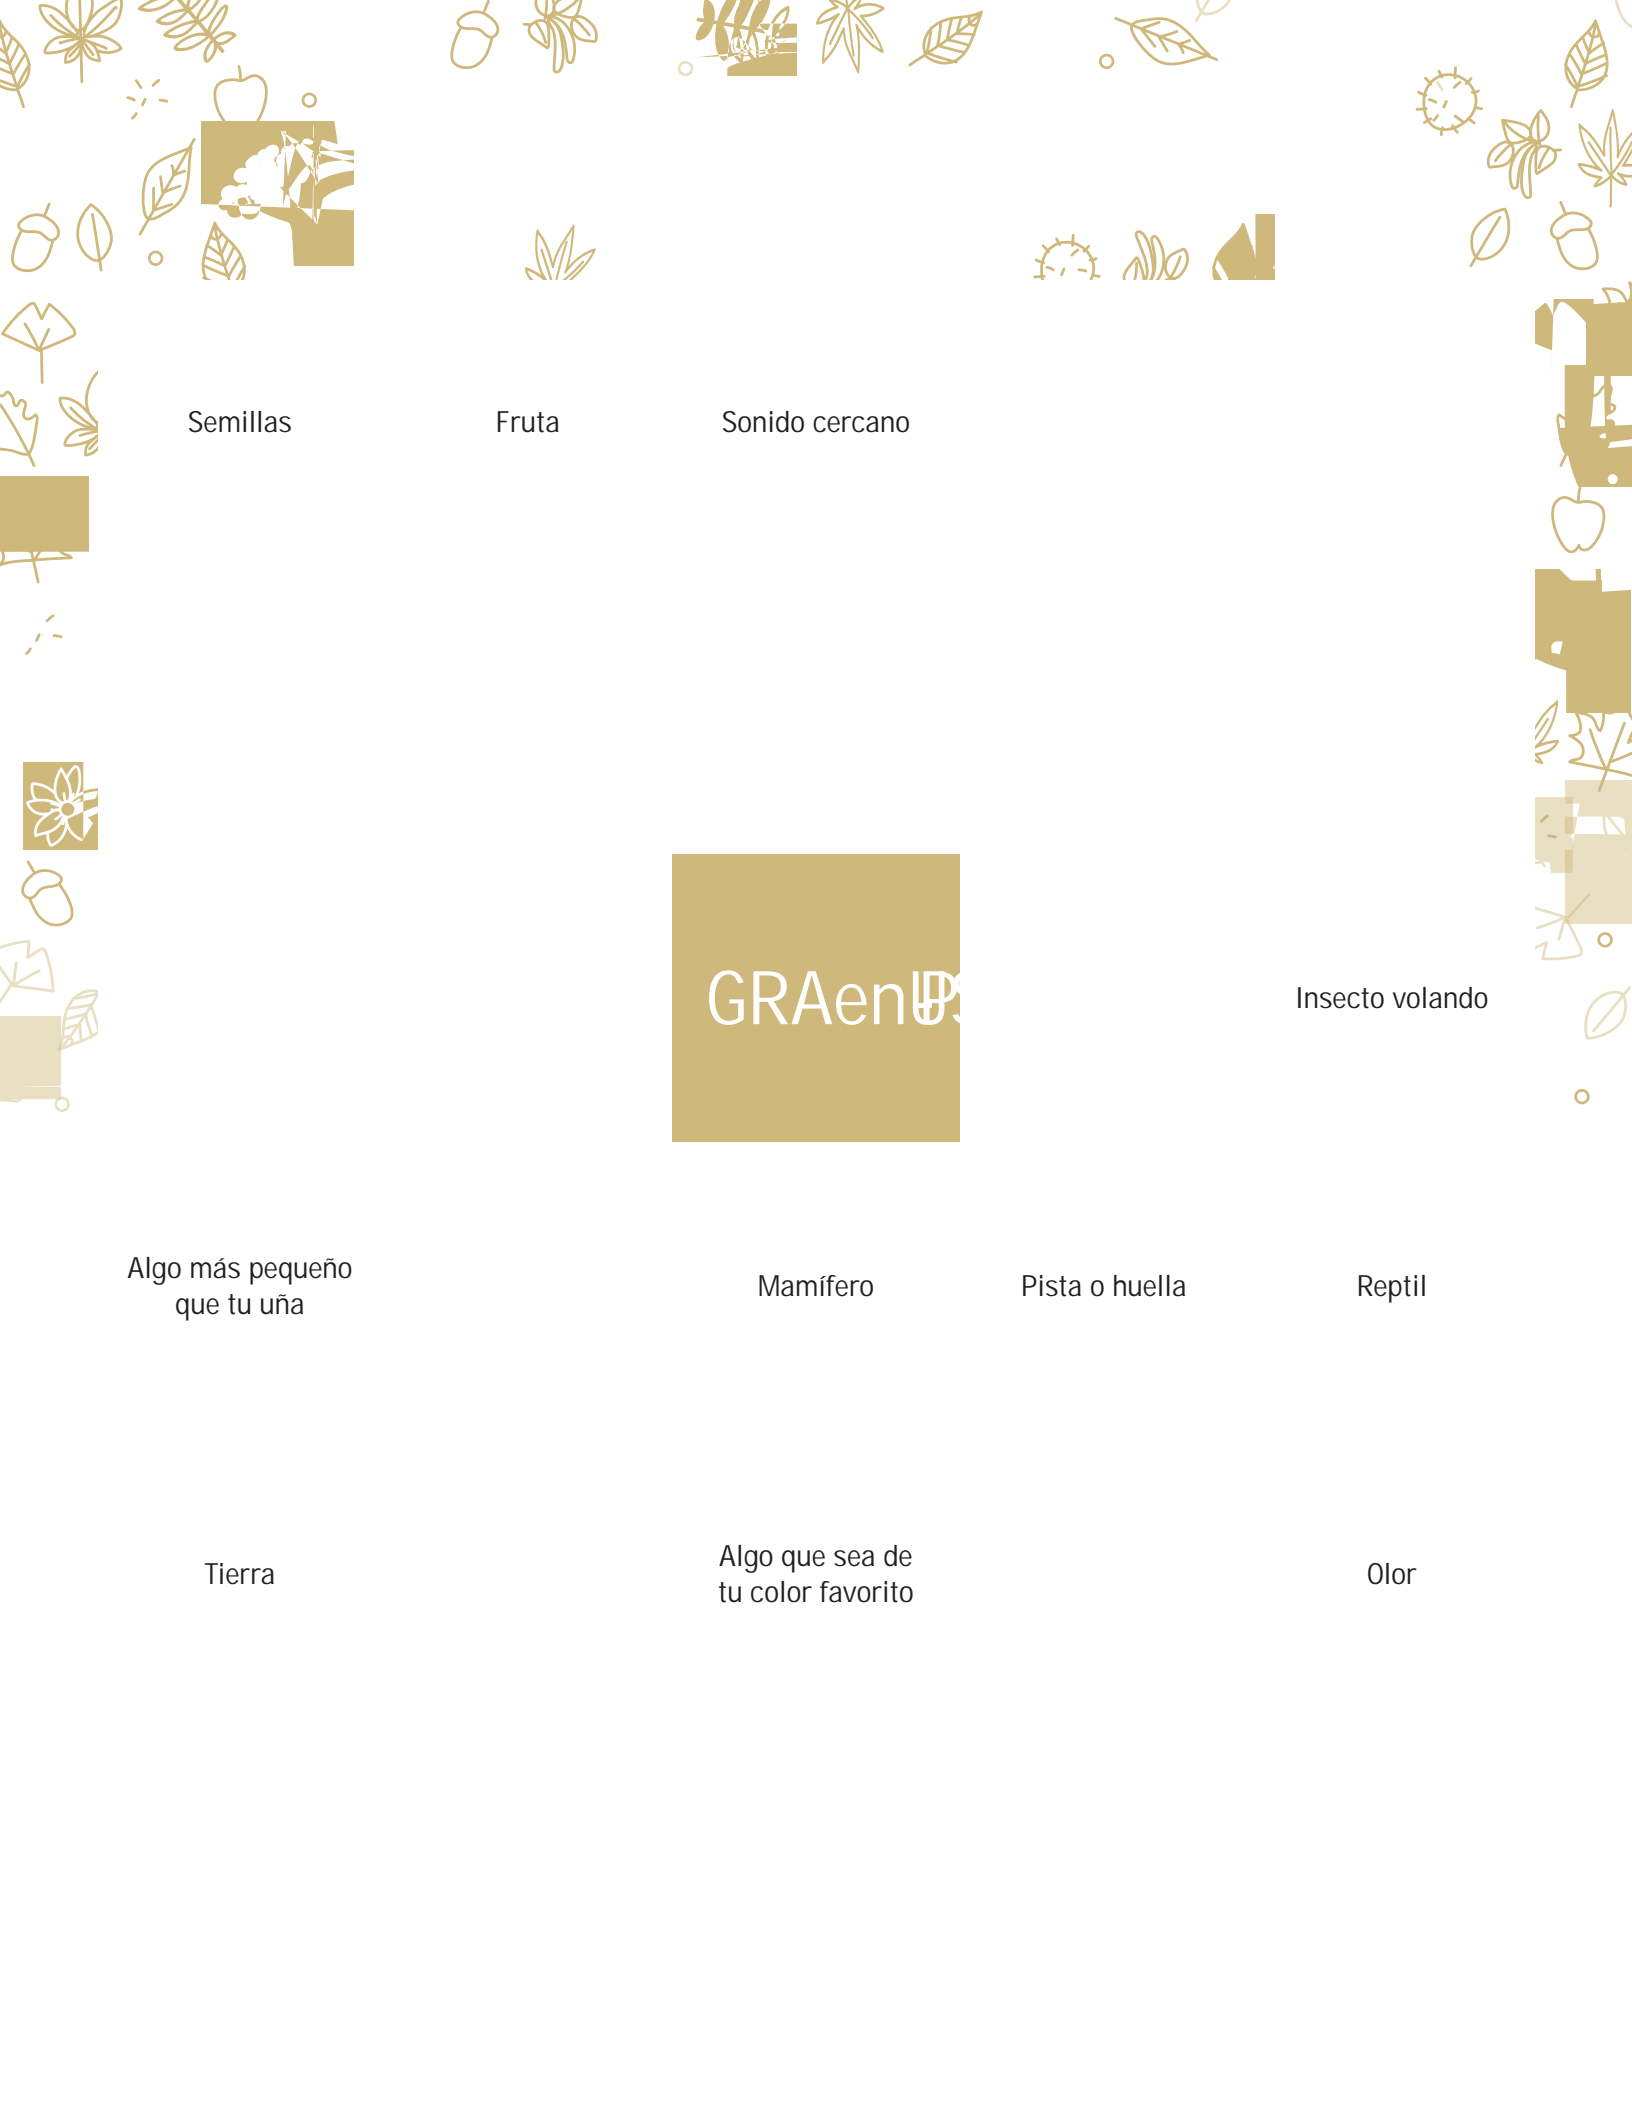 Semillas
Fruta
Sonido cercano
Insecto volando
Algo más pequeño
que tu uña
Mamífero
Pista o huella
Reptil
Tierra
Algo que sea de
tu color favorito
Olor